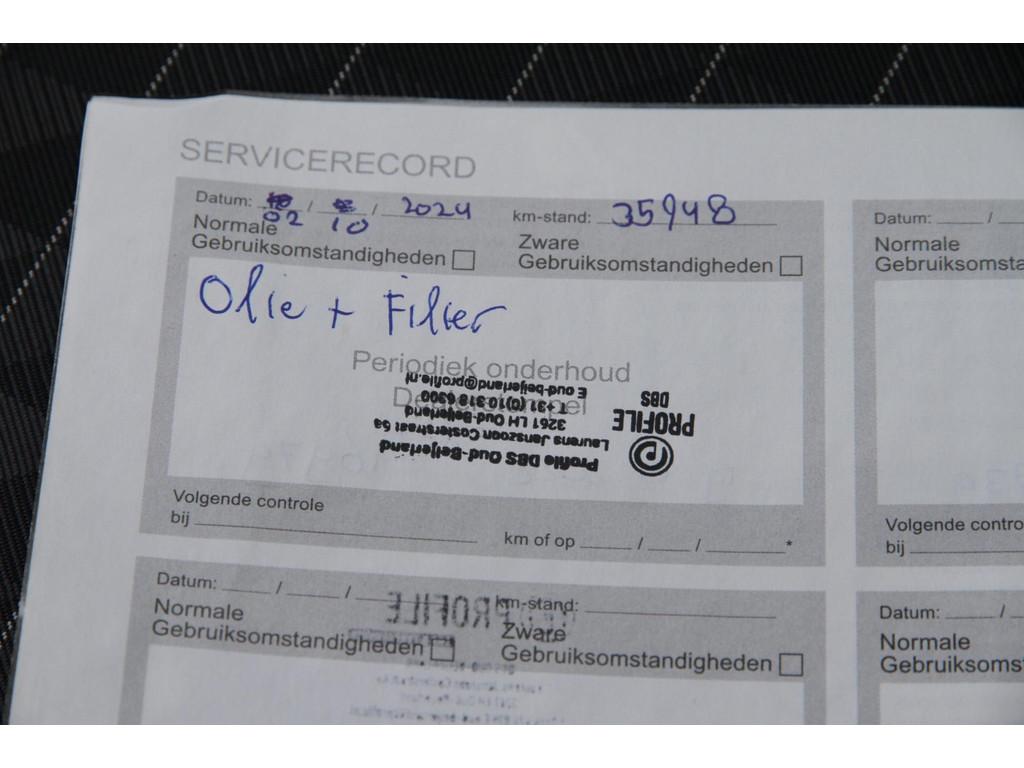 SERVICERECORD
Datum: / / 2024 km-stand: 35948
02 10
Normale Zware
Gebruiksomstandigheden Gebruiksomstandigheden
Olie + Filter
Periodiek onderhoud
Profile DBS Oud-Beijerland
Laurens Janszoon Costerstraat 5a
3261 LH Oud-Beijerland
T +31 (0)10 318 6300
E oud-beijerland@profile.nl
PROFILE
DBS
Volgende controle
bij km of op / / *
Datum: / / km-stand:
PROFILE
Normale Zware
Gebruiksomstandigheden Gebruiksomstandigheden
Datum: /
Normale
Gebruiksomsta
Volgende contro
bij
Datum: /
Normale
Gebruiksomst